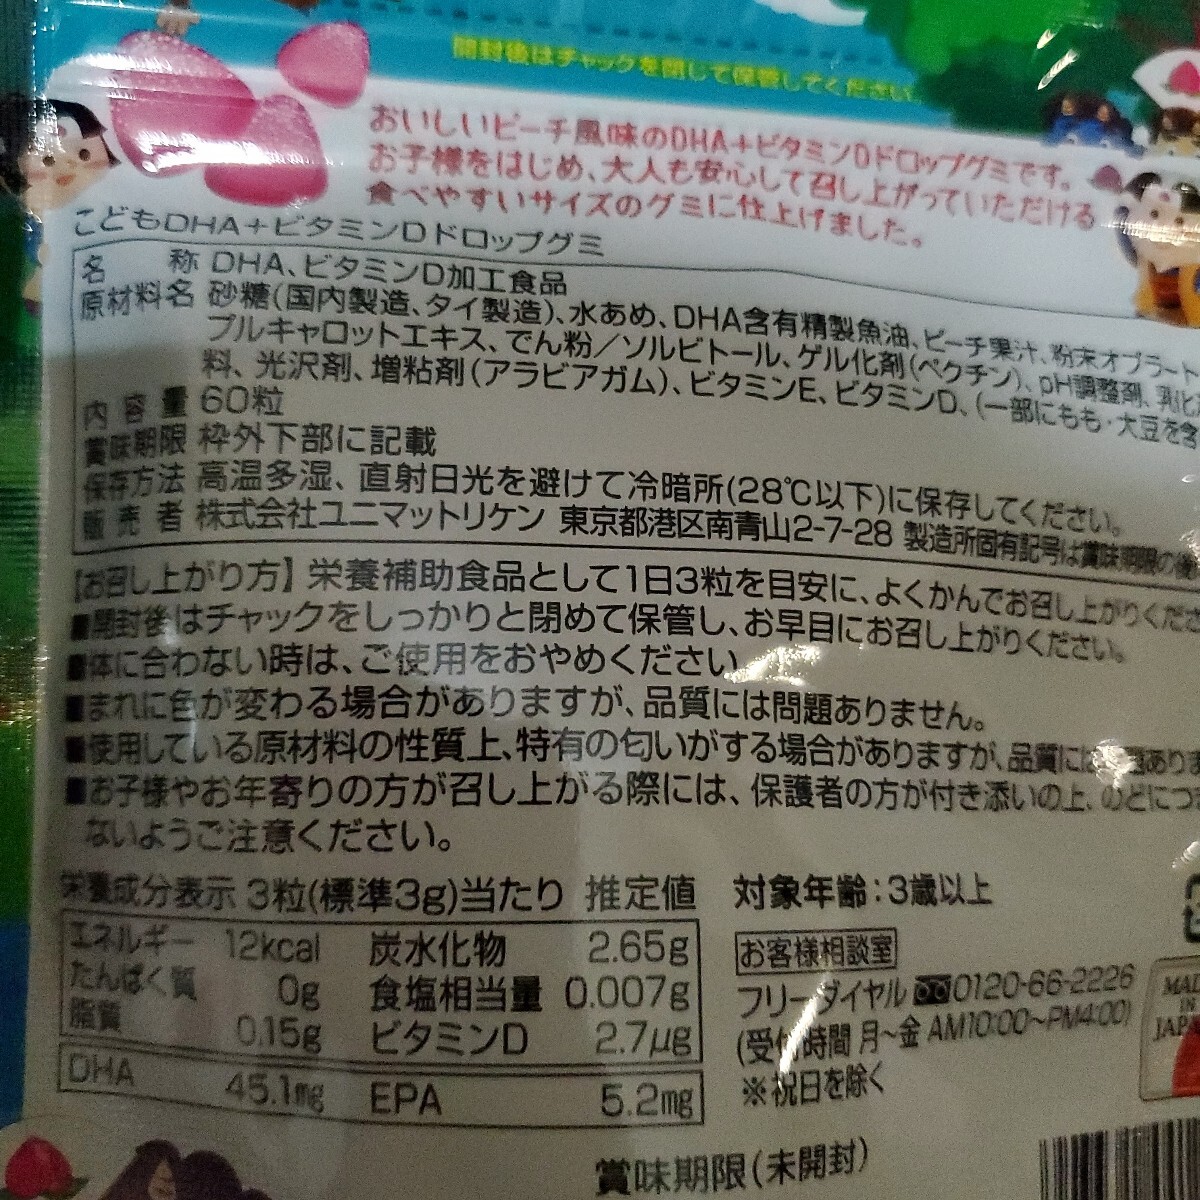 開封後はチャックを閉じて保管してください。
おいしいピーチ風味のDHA+ビタミンDドロップグミです。
お子様をはじめ、大人も安心して召し上がっていただける
食べやすいサイズのグミに仕上げました。
こどもDHA+ビタミンDドロップグミ
名称 DHA、ビタミンD加工食品
原材料名 砂糖(国内製造、タイ製造)、水あめ、DHA含有精製魚油、ピーチ果汁、粉末オブラート
プルキャロットエキス、でん粉/ソルビトール、ゲル化剤(ペクチン)、pH調整剤、乳化
料、光沢剤、増粘剤(アラビアガム)、ビタミンE、ビタミンD、(一部にもも・大豆を含
内容量 60粒
賞味期限 枠外下部に記載
保存方法 高温多湿、直射日光を避けて冷暗所(28℃以下)に保存してください。
販売者 株式会社ユニマットリケン 東京都港区南青山2-7-28 製造所固有記号は賞味期限の後
【お召し上がり方】栄養補助食品として1日3粒を目安に、よくかんでお召し上がりくださ
■開封後はチャックをしっかりと閉めて保管し、お早目にお召し上がりください。
■体に合わない時は、ご使用をおやめください。
■まれに色が変わる場合がありますが、品質には問題ありません。
■使用している原材料の性質上、特有の匂いがする場合がありますが、品質には問題ありま
■お子様やお年寄りの方が召し上がる際には、保護者の方が付き添いの上、のどにつ
ないようご注意ください。
栄養成分表示 3粒(標準3g)当たり 推定値
エネルギー 12kcal 炭水化物 2.65g
たんぱく質 0g 食塩相当量 0.007g
脂質 0.15g ビタミンD 2.7μg
DHA 45.1mg EPA 5.2mg
対象年齢:3歳以上
お客様相談室
フリーダイヤル 0120-66-2226
(受付時間 月~金 AM10:00~PM4:00)
※祝日を除く
MAD
IN
JAP
賞味期限(未開封)